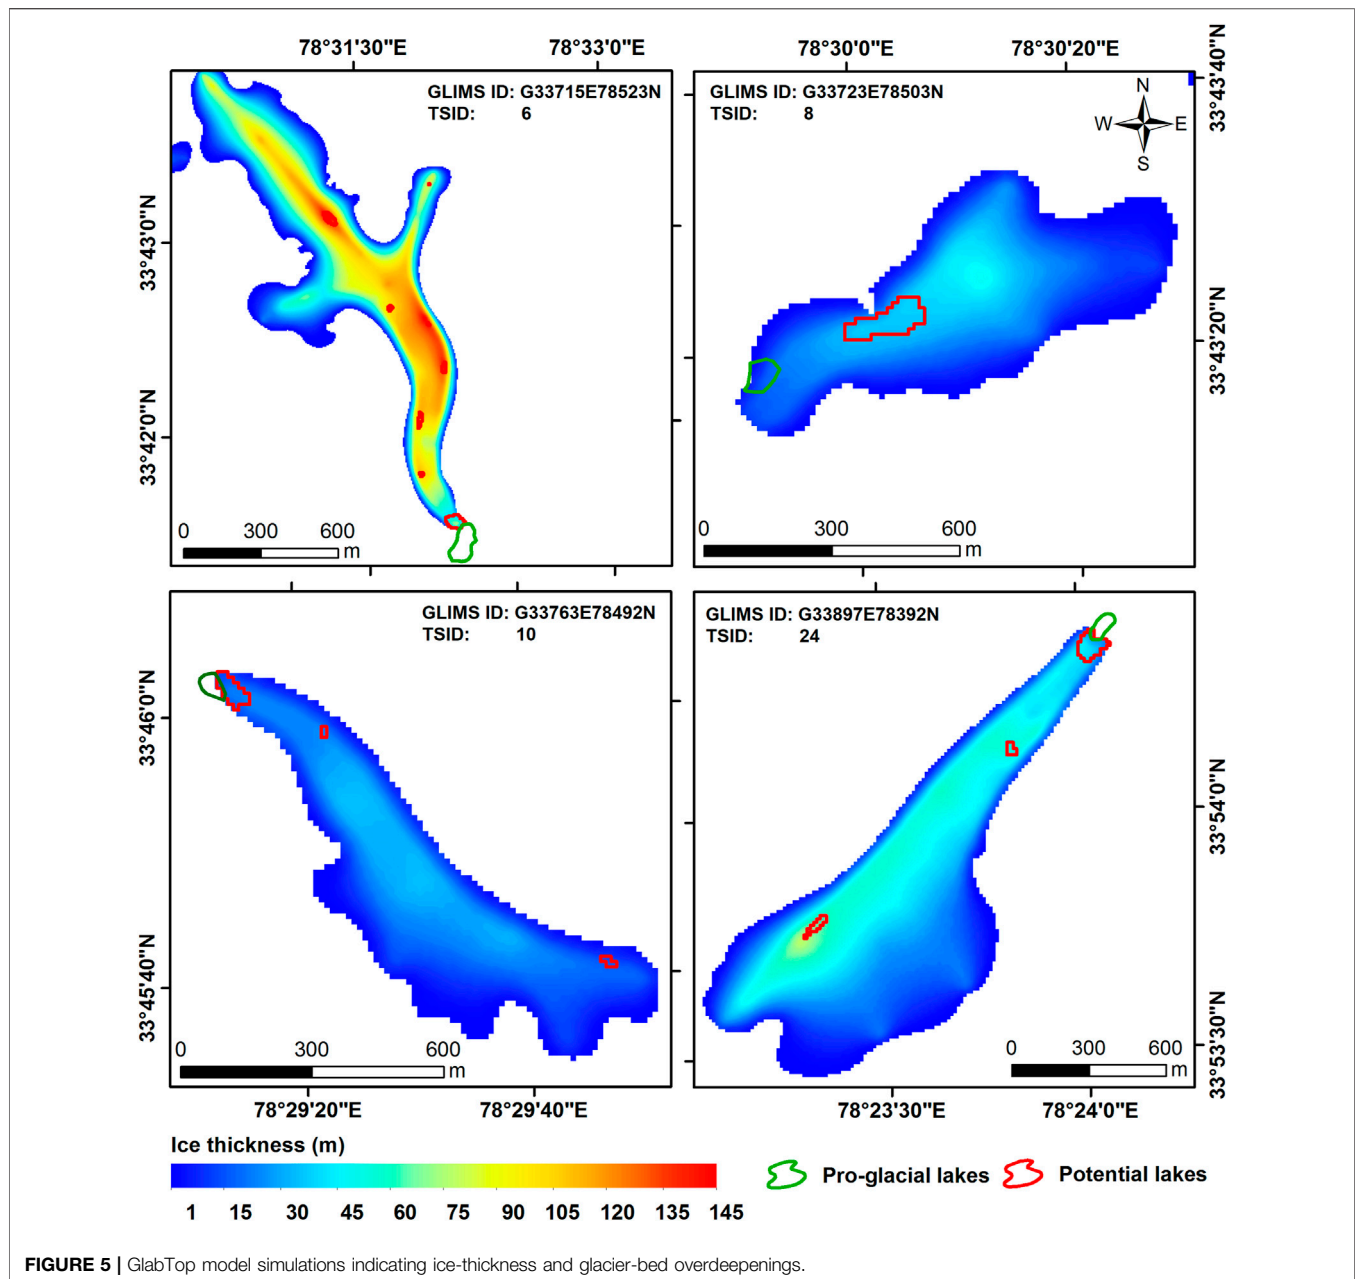 78°31'30"E 78°33'0"E 78°30'0"E 78°30'20"E
GLIMS ID: G33715E78523N
TSID: 6
GLIMS ID: G33723E78503N
TSID: 8
N
W E
S
33°43'0"N
33°42'0"N
33°43'40"N
33°43'20"N
0 300 600
m
0 300 600
m
GLIMS ID: G33763E78492N
TSID: 10
GLIMS ID: G33897E78392N
TSID: 24
33°46'0"N
33°45'40"N
33°54'0"N
33°53'30"N
0 300 600
m
0 300 600
m
78°29'20"E 78°29'40"E 78°23'30"E 78°24'0"E
Ice thickness (m)
1 15 30 45 60 75 90 105 120 135 145
Pro-glacial lakes Potential lakes
FIGURE 5 | GlabTop model simulations indicating ice-thickness and glacier-bed overdeepenings.